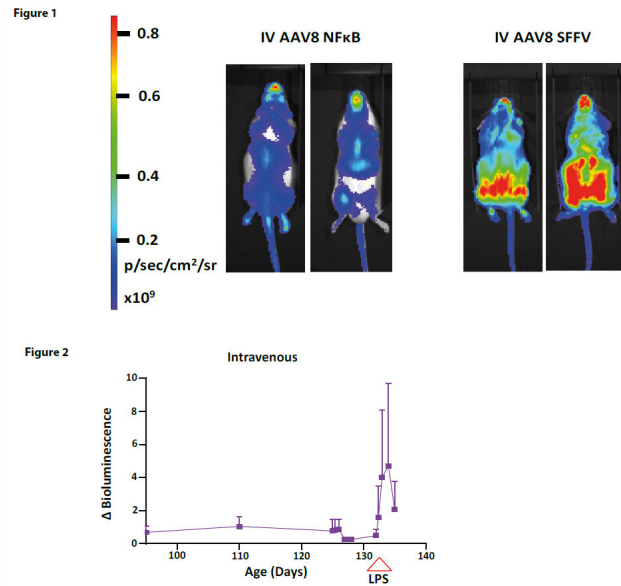 Figure 1
IV AAV8 NFκB
IV AAV8 SFFV
0.8
0.6
0.4
0.2
p/sec/cm²/sr
x10⁹
Figure 2
Intravenous
Δ Bioluminescence
10
8
6
4
2
0
100 110 120 130 140
Age (Days)
LPS